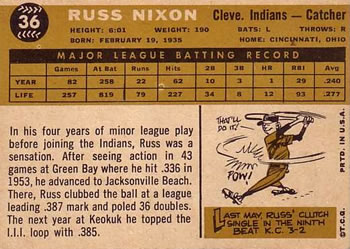 36
RUSS NIXON
Cleve. Indians — Catcher
HEIGHT: 6:01 WEIGHT: 190 BATS: L THROWS: R
BORN: FEBRUARY 19, 1935 HOME: CINCINNATI, OHIO
MAJOR LEAGUE BATTING RECORD
Games At Bat Runs Hits 2B 3B HR RBI Avg.
YEAR 82 258 22 62 10 3 1 29 .240
LIFE 257 819 79 227 30 93 .277
In his four years of minor league play
before joining the Indians, Russ was a
sensation. After seeing action in 43
games at Green Bay where he hit .336 in
1953, he advanced to Jacksonville Beach.
There, Russ clubbed the ball at a league
leading .387 mark and poled 36 doubles.
The next year at Keokuk he topped the
I.I.I. loop with .385.
THAT'LL
DO IT!
POW!
LAST MAY, RUSS' CLUTCH
SINGLE IN THE NINTH
BEAT K.C. 3-2
©T.C.G. PRTD. IN U.S.A.